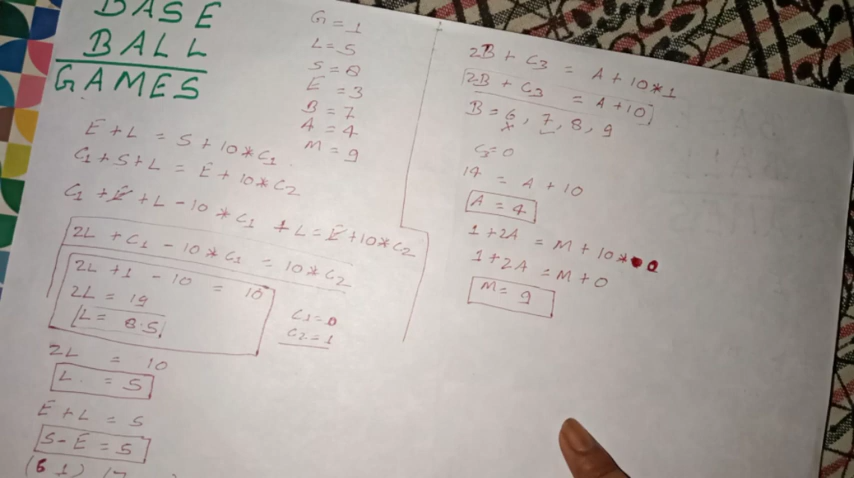 BASE
BALL
GAMES
G = 1
L = 5
S = 8
E = 3
B = 7
A = 4
M = 9
E + L = S + 10*C1
C1 + S + L = E + 10*C2
C1 + E + L - 10*C1 + L = E + 10*C2
2L + C1 - 10*C1 = 10*C2
2L + 1 - 10 = 10
2L = 19
L = 8.5
C1 = 0
C2 = 1
2L = 10
L = 5
E + L = S
S - E = 5
(6 1)
2B + C3 = A + 10*1
2B + C3 = A + 10
B = 6, 7, 8, 9
C3 = 0
14 = A + 10
A = 4
1 + 2A = M + 10*0
1 + 2A = M + 0
M = 9